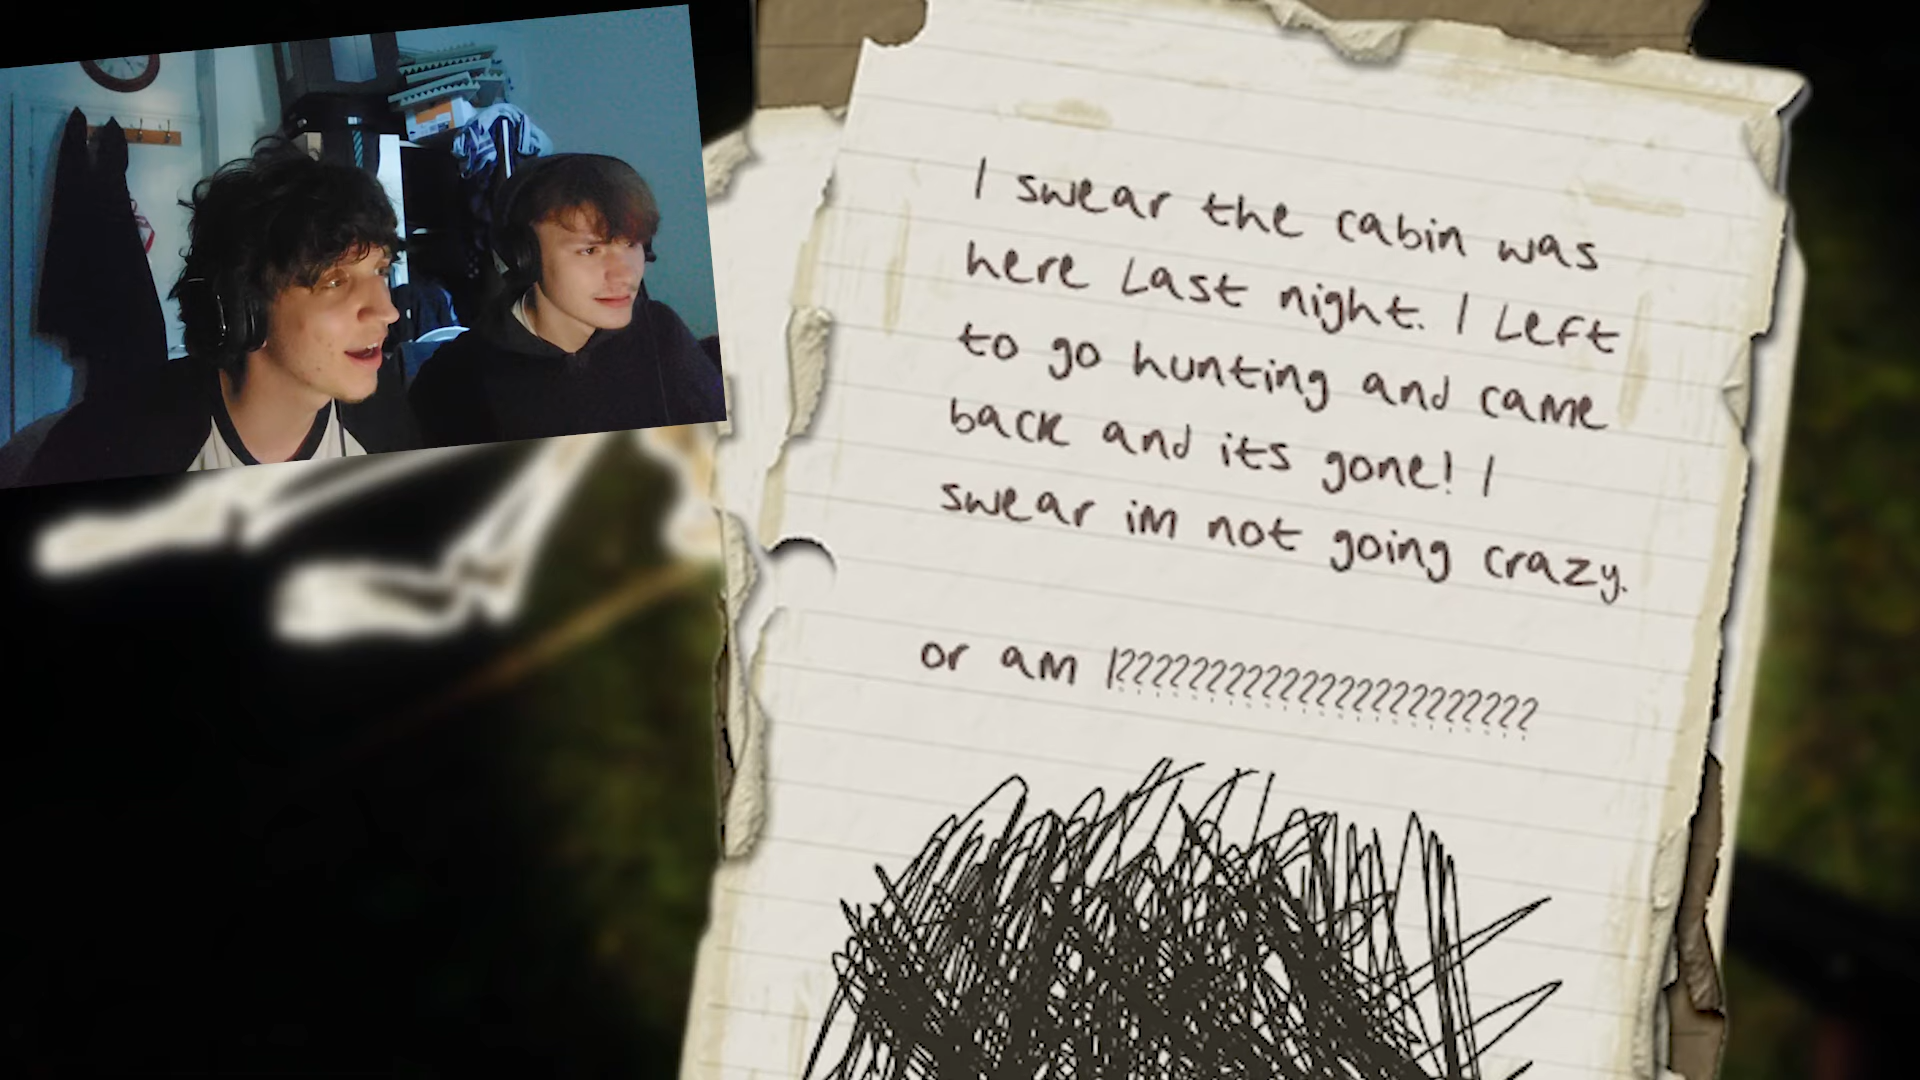 I swear the cabin was
here last night. I left
to go hunting and came
back and its gone! I
swear im not going crazy.
or am I????????????????????????